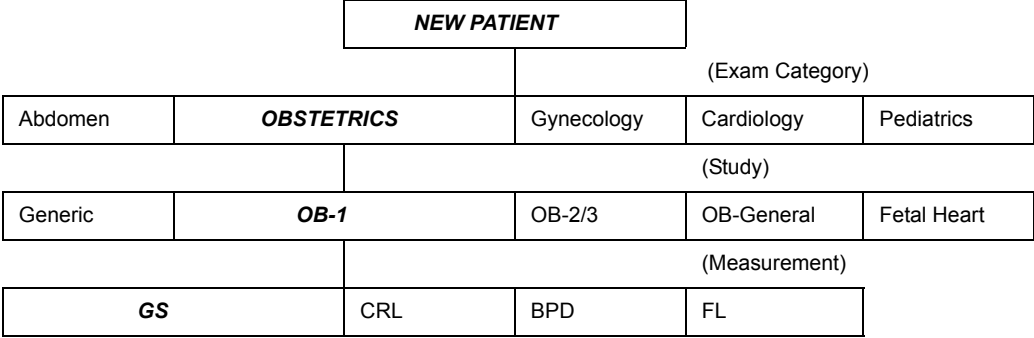 NEW PATIENT
(Exam Category)
Abdomen OBSTETRICS Gynecology Cardiology Pediatrics
(Study)
Generic OB-1 OB-2/3 OB-General Fetal Heart
(Measurement)
GS CRL BPD FL